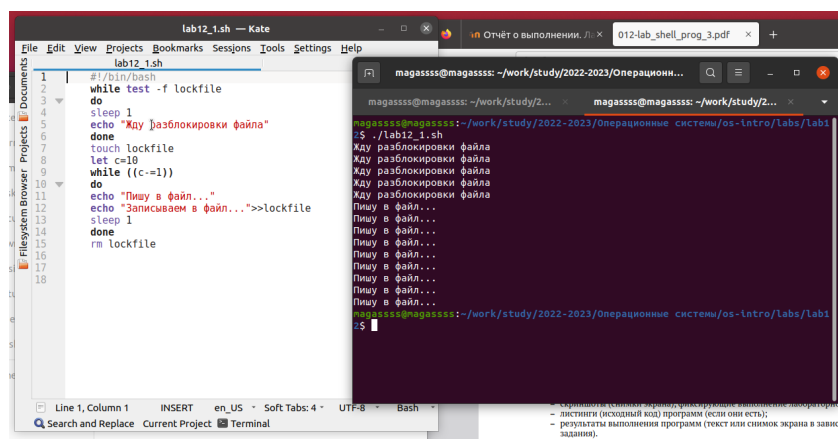 lab12_1.sh — Kate
File Edit View Projects Bookmarks Sessions Tools Settings Help
lab12_1.sh
Documents
Projects
Filesystem Browser
1 #!/bin/bash
2 while test -f lockfile
3 do
4 sleep 1
5 echo "Жду разблокировки файла"
6 done
7 touch lockfile
8 let c=10
9 while ((c-=1))
10 do
11 echo "Пишу в файл..."
12 echo "Записываем в файл...">>lockfile
13 sleep 1
14 done
15 rm lockfile
16
17
18
Line 1, Column 1 INSERT en_US Soft Tabs: 4 UTF-8 Bash
Search and Replace Current Project Terminal
Отчёт о выполнении. Л
012-lab_shell_prog_3.pdf
magassss@magassss: ~/work/study/2022-2023/Операционн...
magassss@magassss: ~/work/study/2...
magassss@magassss: ~/work/study/2...
magassss@magassss:~/work/study/2022-2023/Операционные системы/os-intro/labs/lab1
2$ ./lab12_1.sh
Жду разблокировки файла
Жду разблокировки файла
Жду разблокировки файла
Жду разблокировки файла
Жду разблокировки файла
Пишу в файл...
Пишу в файл...
Пишу в файл...
Пишу в файл...
Пишу в файл...
Пишу в файл...
Пишу в файл...
Пишу в файл...
Пишу в файл...
magassss@magassss:~/work/study/2022-2023/Операционные системы/os-intro/labs/lab1
2$
– скриншоты (снимки экрана), фиксирующие выполнение лабораторно
– листинги (исходный код) программ (если они есть);
– результаты выполнения программ (текст или снимок экрана в зави
задания).